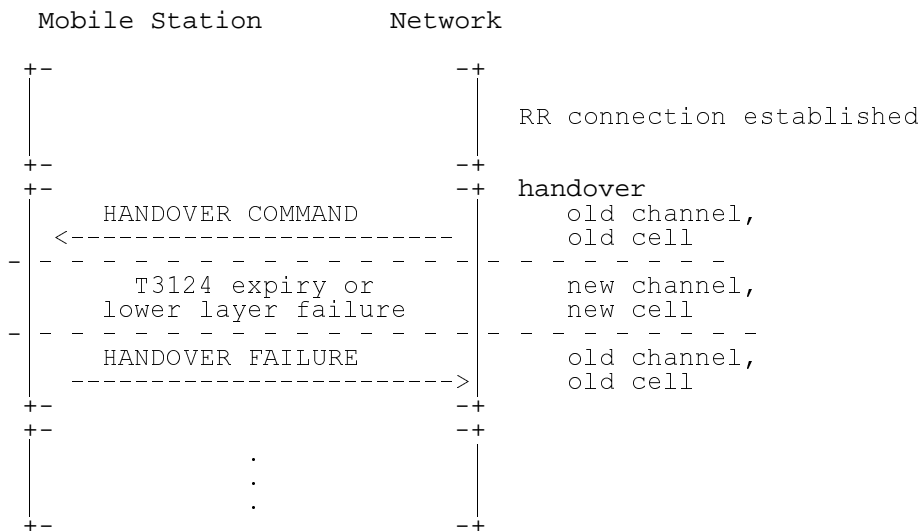 Mobile Station Network
RR connection established
handover
HANDOVER COMMAND old channel,
old cell
T3124 expiry or new channel,
lower layer failure new cell
HANDOVER FAILURE old channel,
old cell